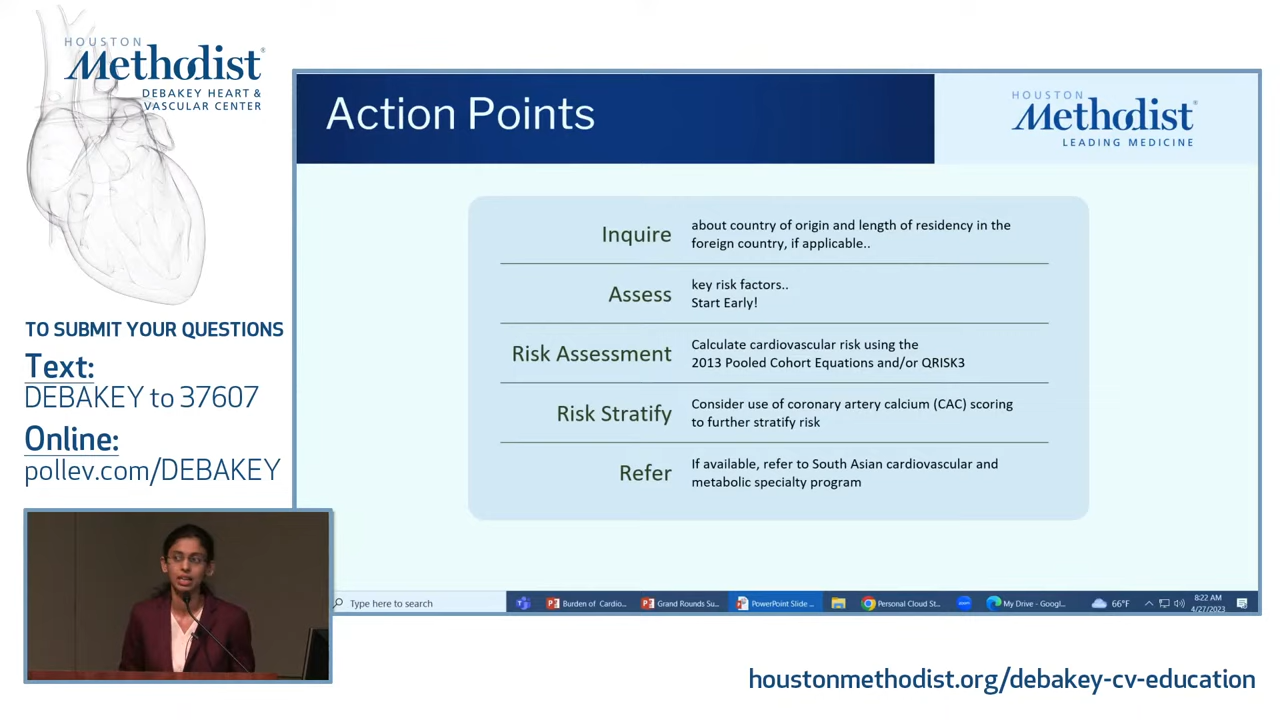 HOUSTON
Methodist®
DEBAKEY HEART &
VASCULAR CENTER
TO SUBMIT YOUR QUESTIONS
Text:
DEBAKEY to 37607
Online:
pollev.com/DEBAKEY
Action Points
HOUSTON
Methodist®
LEADING MEDICINE
Inquire
about country of origin and length of residency in the
foreign country, if applicable..
Assess
key risk factors..
Start Early!
Risk Assessment
Calculate cardiovascular risk using the
2013 Pooled Cohort Equations and/or QRISK3
Risk Stratify
Consider use of coronary artery calcium (CAC) scoring
to further stratify risk
Refer
If available, refer to South Asian cardiovascular and
metabolic specialty program
Type here to search
Burden of Cardio...
Grand Rounds Su...
PowerPoint Slide ...
Personal Cloud St...
My Drive - Googl...
66°F
8:22 AM
4/27/2023
houstonmethodist.org/debakey-cv-education